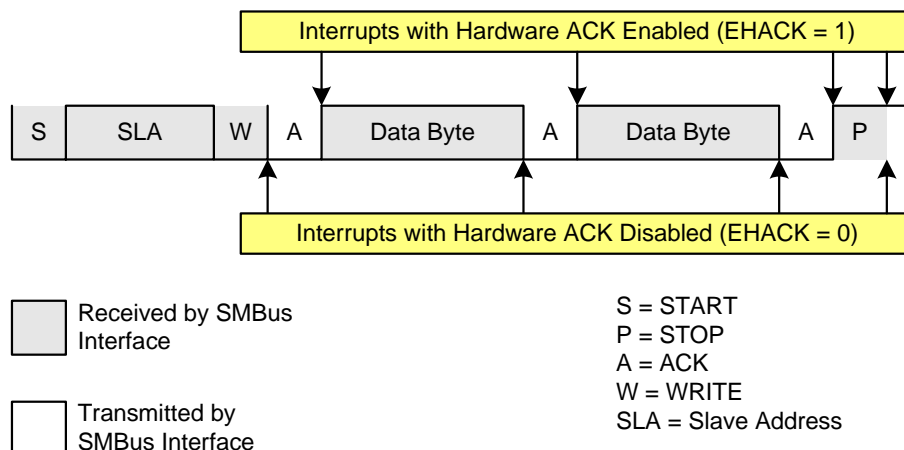 Interrupts with Hardware ACK Enabled (EHACK = 1)
S SLA W A Data Byte A Data Byte A P
Interrupts with Hardware ACK Disabled (EHACK = 0)
Received by SMBus
Interface
Transmitted by
SMBus Interface
S = START
P = STOP
A = ACK
W = WRITE
SLA = Slave Address